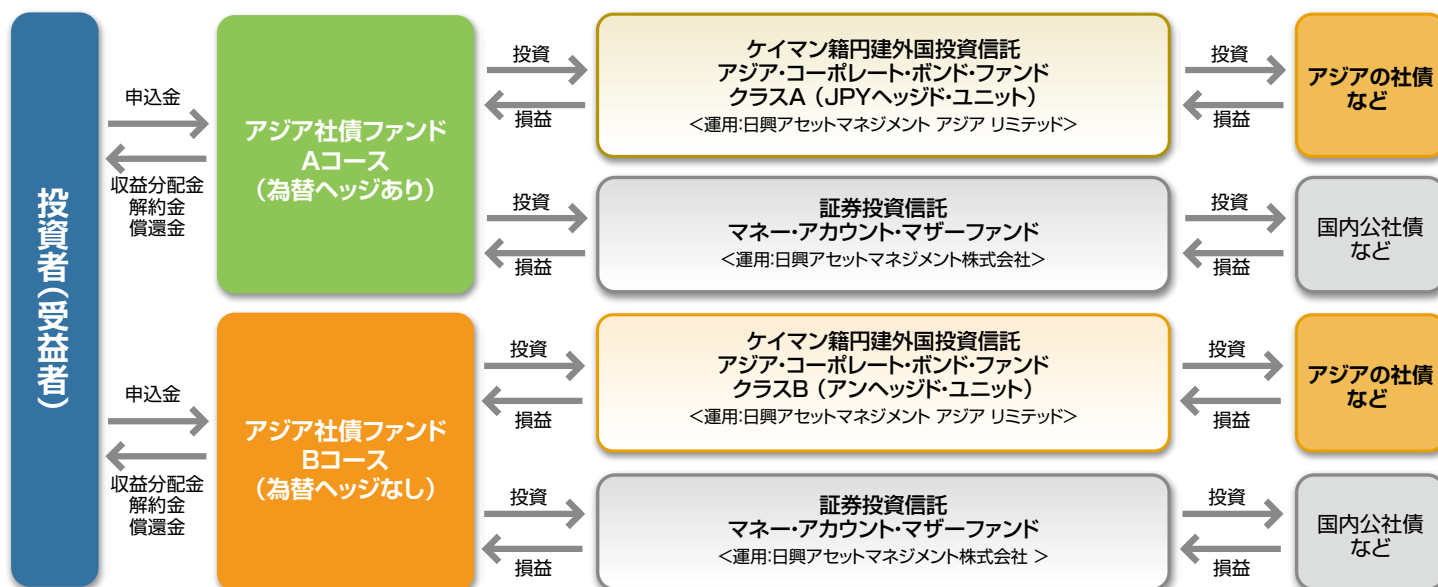 投資者(受益者)
申込金
収益分配金
解約金
償還金
アジア社債ファンド
Aコース
(為替ヘッジあり)
投資
損益
ケイマン籍円建外国投資信託
アジア・コーポレート・ボンド・ファンド
クラスA (JPYヘッジド・ユニット)
<運用:日興アセットマネジメント アジア リミテッド>
投資
損益
アジアの社債
など
投資
損益
証券投資信託
マネー・アカウント・マザーファンド
<運用:日興アセットマネジメント株式会社>
投資
損益
国内公社債
など
申込金
収益分配金
解約金
償還金
アジア社債ファンド
Bコース
(為替ヘッジなし)
投資
損益
ケイマン籍円建外国投資信託
アジア・コーポレート・ボンド・ファンド
クラスB (アンヘッジド・ユニット)
<運用:日興アセットマネジメント アジア リミテッド>
投資
損益
アジアの社債
など
投資
損益
証券投資信託
マネー・アカウント・マザーファンド
<運用:日興アセットマネジメント株式会社 >
投資
損益
国内公社債
など